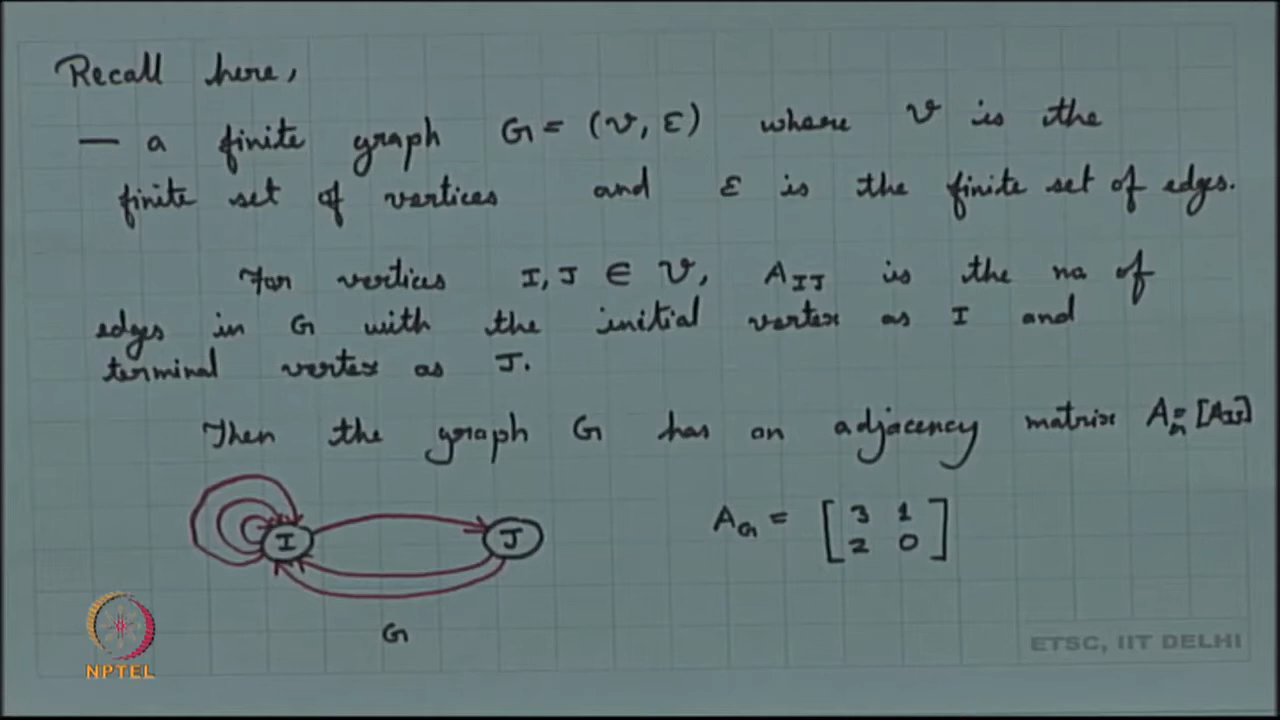 Recall here,
— a finite graph G = (𝒱, ℰ) where 𝒱 is the
finite set of vertices and ℰ is the finite set of edges.
For vertices I, J ∈ 𝒱, A_IJ is the no of
edges in G with the initial vertex as I and
terminal vertex as J.
Then the graph G has an adjacency matrix A_G = [A_IJ]
I J
A_G = [3 1
2 0]
G
NPTEL
ETSC, IIT DELHI